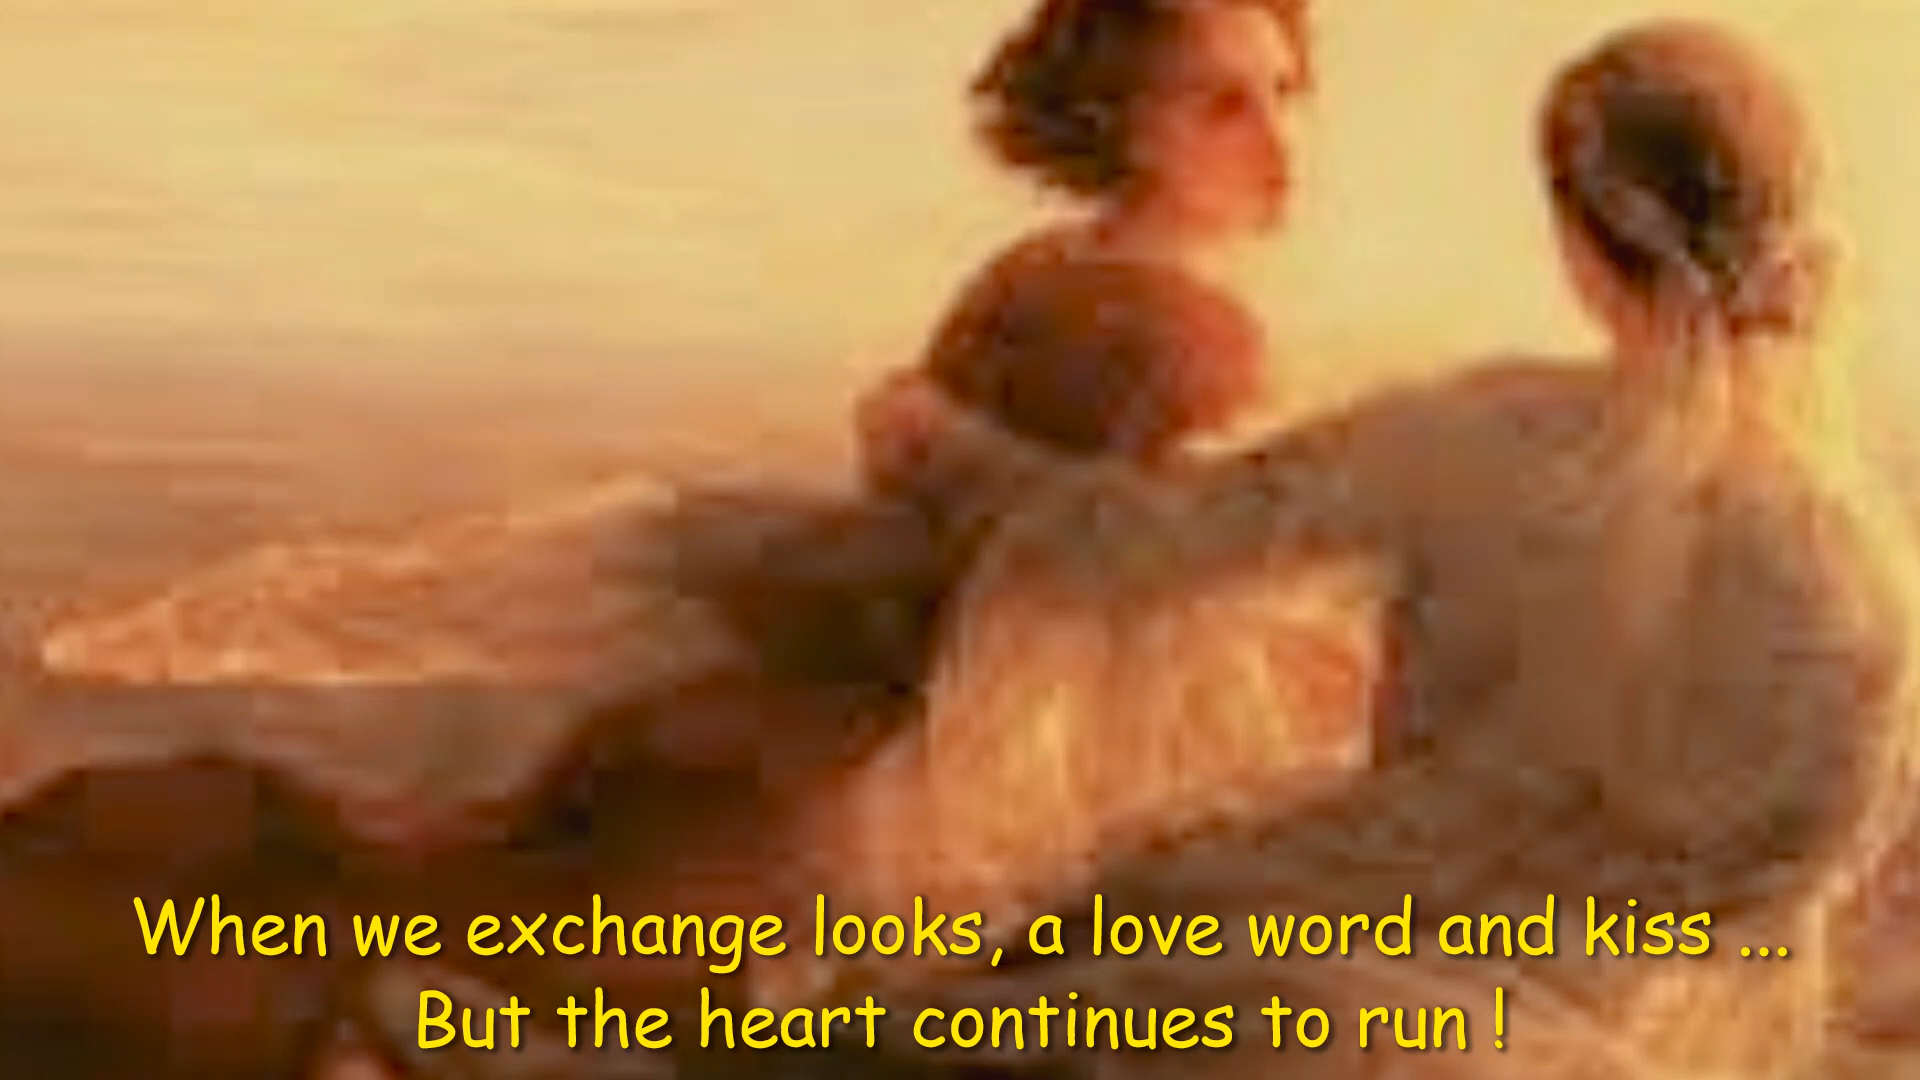 When we exchange looks, a love word and kiss ...
But the heart continues to run !